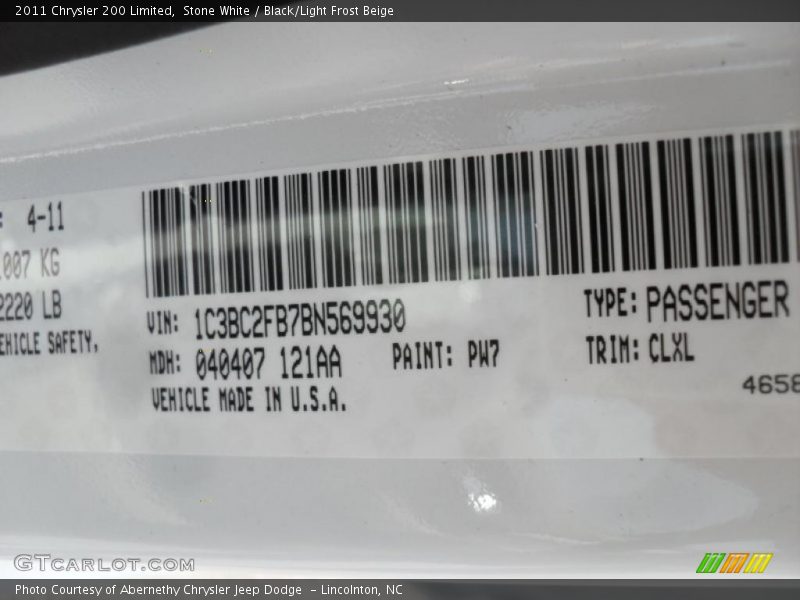 2011 Chrysler 200 Limited, Stone White / Black/Light Frost Beige
: 4-11
1007 KG
2220 LB
VEHICLE SAFETY,
VIN: 1C3BC2FB7BN569930
TYPE: PASSENGER
MDH: 040407 121AA
PAINT: PW7
TRIM: CLXL
VEHICLE MADE IN U.S.A.
4658
GTCARLOT.COM
Photo Courtesy of Abernethy Chrysler Jeep Dodge - Lincolnton, NC